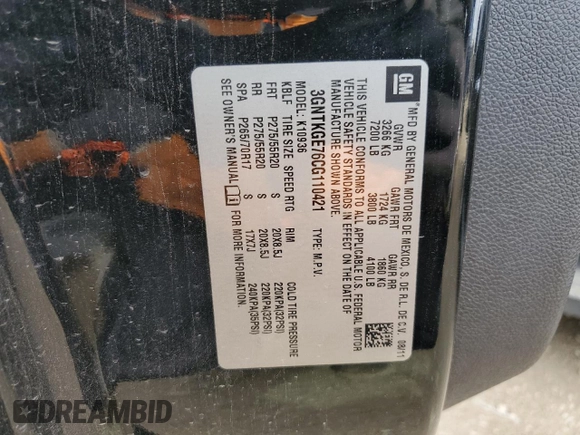 GM
MFD BY GENERAL MOTORS DE MEXICO, S. DE R.L. DE C.V. 08/11
GVWR GAWR FRT GAWR RR
3266 KG 1724 KG 1860 KG
7200 LB 3800 LB 4100 LB
THIS VEHICLE CONFORMS TO ALL APPLICABLE U.S. FEDERAL MOTOR
VEHICLE SAFETY STANDARDS IN EFFECT ON THE DATE OF
MANUFACTURE SHOWN ABOVE.
3GNTKGE76CG110421 TYPE: M.P.V.
MODEL: K10936
KBLF TIRE SIZE SPEED RTG RIM COLD TIRE PRESSURE
FRT P275/55R20 S 20X8.5J 220KPA(32PSI)
RR P275/55R20 S 20X8.5J 220KPA(32PSI)
SPA P265/70R17 S 17X7J 240KPA(35PSI)
SEE OWNER'S MANUAL FOR MORE INFORMATION.
DREAMBID